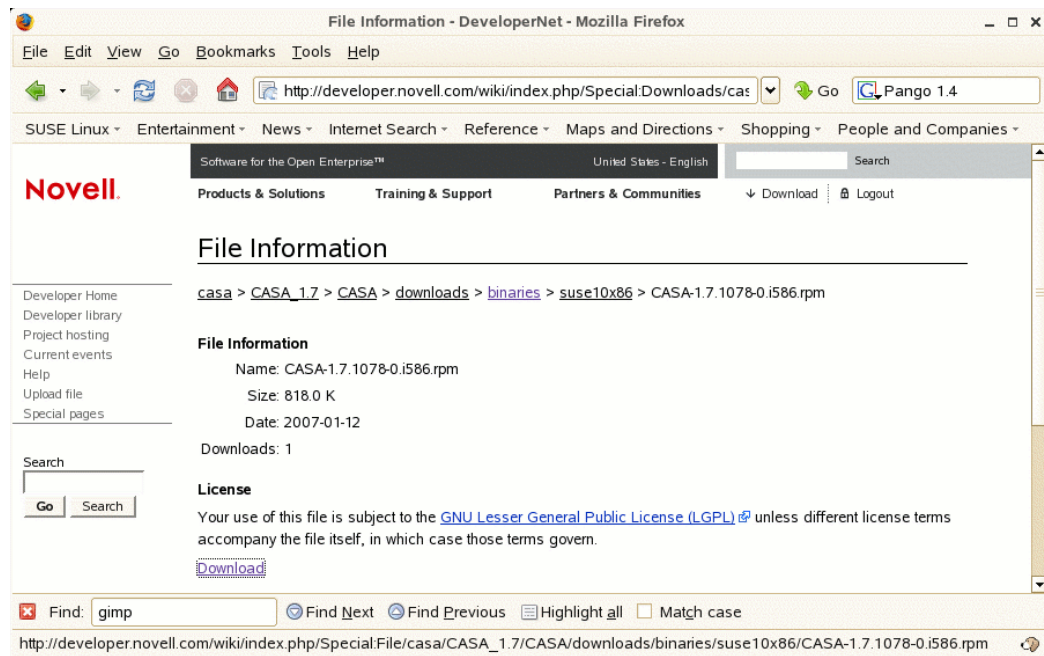 File Information - DeveloperNet - Mozilla Firefox
File Edit View Go Bookmarks Tools Help
http://developer.novell.com/wiki/index.php/Special:Downloads/cas Go G Pango 1.4
SUSE Linux Entertainment News Internet Search Reference Maps and Directions Shopping People and Companies
Software for the Open Enterprise™ United States - English Search
Novell.
Products & Solutions Training & Support Partners & Communities Download Logout
File Information
casa > CASA_1.7 > CASA > downloads > binaries > suse10x86 > CASA-1.7.1078-0.i586.rpm
Developer Home
Developer library
Project hosting
Current events
Help
Upload file
Special pages
Search
Go Search
File Information
Name: CASA-1.7.1078-0.i586.rpm
Size: 818.0 K
Date: 2007-01-12
Downloads: 1
License
Your use of this file is subject to the GNU Lesser General Public License (LGPL) unless different license terms
accompany the file itself, in which case those terms govern.
Download
Find: gimp Find Next Find Previous Highlight all Match case
http://developer.novell.com/wiki/index.php/Special:File/casa/CASA_1.7/CASA/downloads/binaries/suse10x86/CASA-1.7.1078-0.i586.rpm